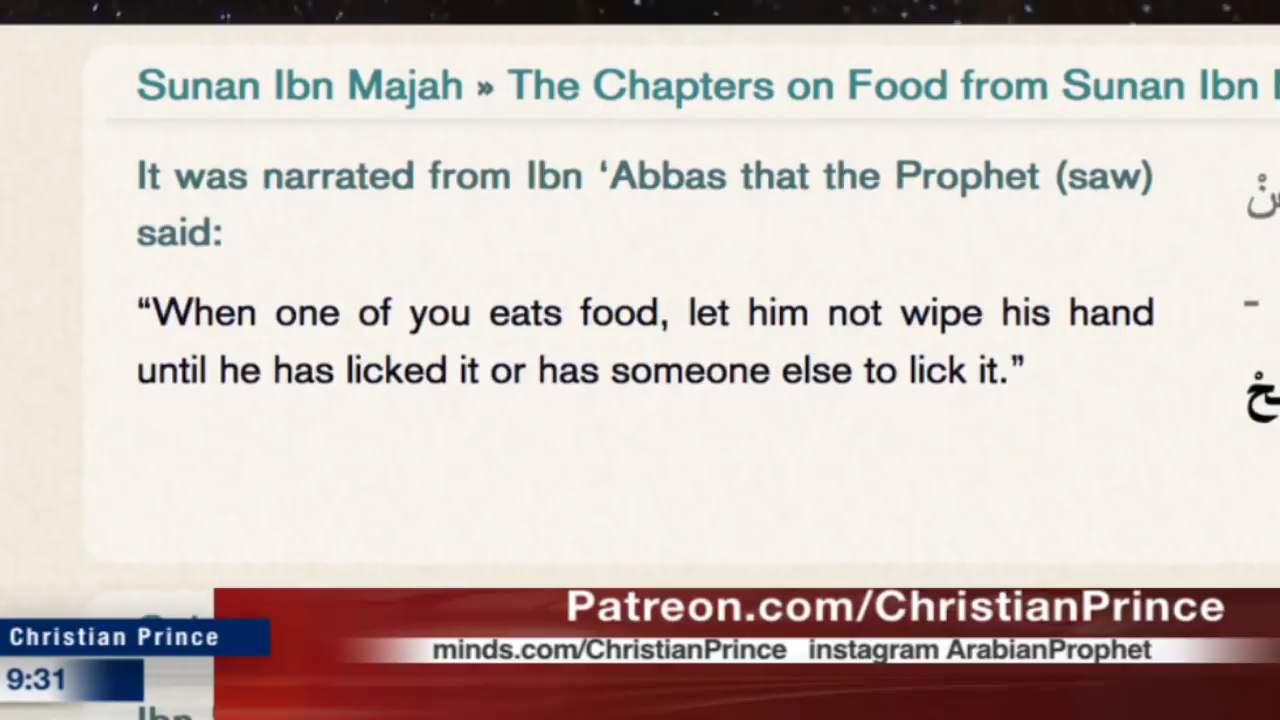 Sunan Ibn Majah » The Chapters on Food from Sunan Ibn
It was narrated from Ibn ‘Abbas that the Prophet (saw)
said:
“When one of you eats food, let him not wipe his hand
until he has licked it or has someone else to lick it.”
Patreon.com/ChristianPrince
Christian Prince
minds.com/ChristianPrince instagram ArabianProphet
9:31
Ibn